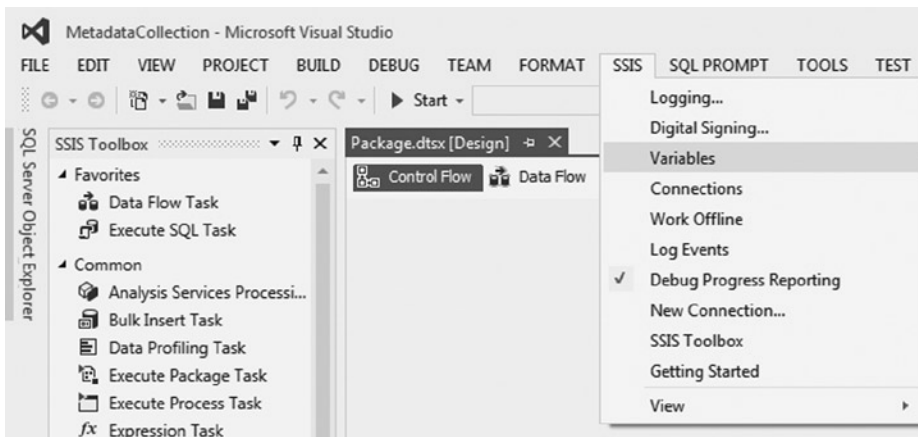 MetadataCollection - Microsoft Visual Studio
FILE EDIT VIEW PROJECT BUILD DEBUG TEAM FORMAT SSIS SQL PROMPT TOOLS TEST
Start
SQL Server Object Explorer
SSIS Toolbox
Favorites
Data Flow Task
Execute SQL Task
Common
Analysis Services Processi...
Bulk Insert Task
Data Profiling Task
Execute Package Task
Execute Process Task
fx Expression Task
Package.dtsx [Design]
Control Flow Data Flow
Logging...
Digital Signing...
Variables
Connections
Work Offline
Log Events
Debug Progress Reporting
New Connection...
SSIS Toolbox
Getting Started
View